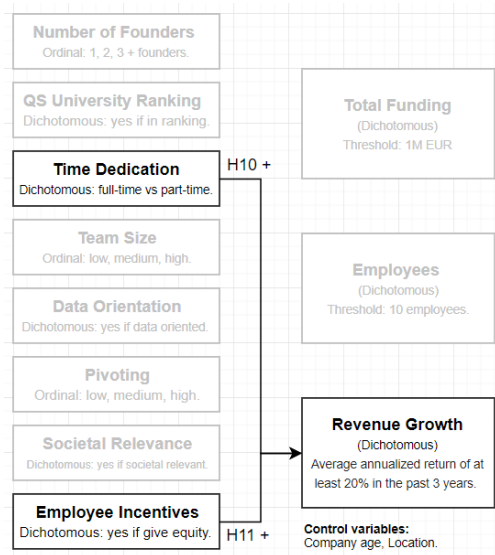 Number of Founders
Ordinal: 1, 2, 3 + founders.
QS University Ranking
Dichotomous: yes if in ranking.
Time Dedication
Dichotomous: full-time vs part-time.
H10 +
Team Size
Ordinal: low, medium, high.
Data Orientation
Dichotomous: yes if data oriented.
Pivoting
Ordinal: low, medium, high.
Societal Relevance
Dichotomous: yes if societal relevant.
Employee Incentives
Dichotomous: yes if give equity.
H11 +
Total Funding
(Dichotomous)
Threshold: 1M EUR
Employees
(Dichotomous)
Threshold: 10 employees.
Revenue Growth
(Dichotomous)
Average annualized return of at
least 20% in the past 3 years.
Control variables:
Company age, Location.